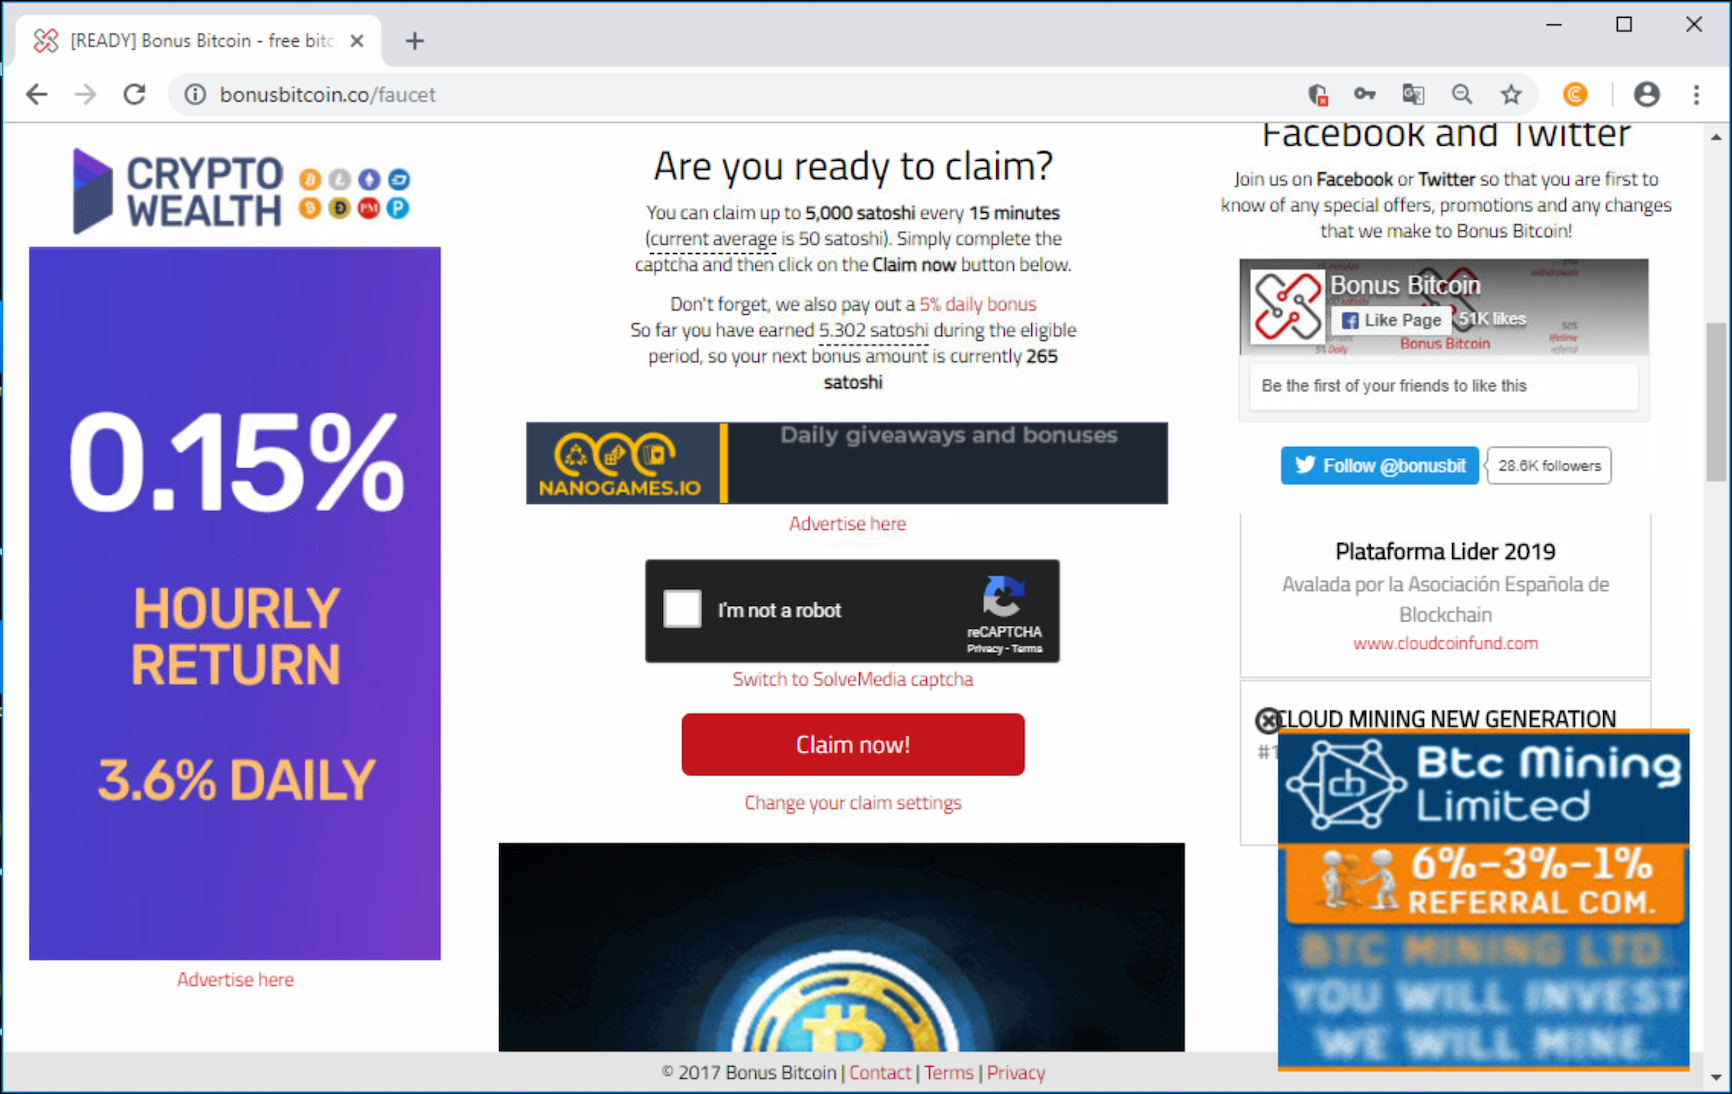 [READY] Bonus Bitcoin - free bitc
bonusbitcoin.co/faucet
CRYPTO
WEALTH
0.15%
HOURLY
RETURN
3.6% DAILY
Advertise here
Are you ready to claim?
You can claim up to 5,000 satoshi every 15 minutes
(current average is 50 satoshi). Simply complete the
captcha and then click on the Claim now button below.
Don't forget, we also pay out a 5% daily bonus
So far you have earned 5.302 satoshi during the eligible
period, so your next bonus amount is currently 265
satoshi
NANOGAMES.IO
Daily giveaways and bonuses
Advertise here
I'm not a robot
reCAPTCHA
Privacy - Terms
Switch to SolveMedia captcha
Claim now!
Change your claim settings
Facebook and Twitter
Join us on Facebook or Twitter so that you are first to
know of any special offers, promotions and any changes
that we make to Bonus Bitcoin!
Bonus Bitcoin
Like Page
51K likes
Bonus Bitcoin
Be the first of your friends to like this
Follow @bonusbit
28.6K followers
Plataforma Lider 2019
Avalada por la Asociación Española de
Blockchain
www.cloudcoinfund.com
CLOUD MINING NEW GENERATION
#1
Btc Mining
Limited
6%-3%-1%
REFERRAL COM.
BTC MINING LTD.
YOU WILL INVEST
WE WILL MINE.
© 2017 Bonus Bitcoin | Contact | Terms | Privacy